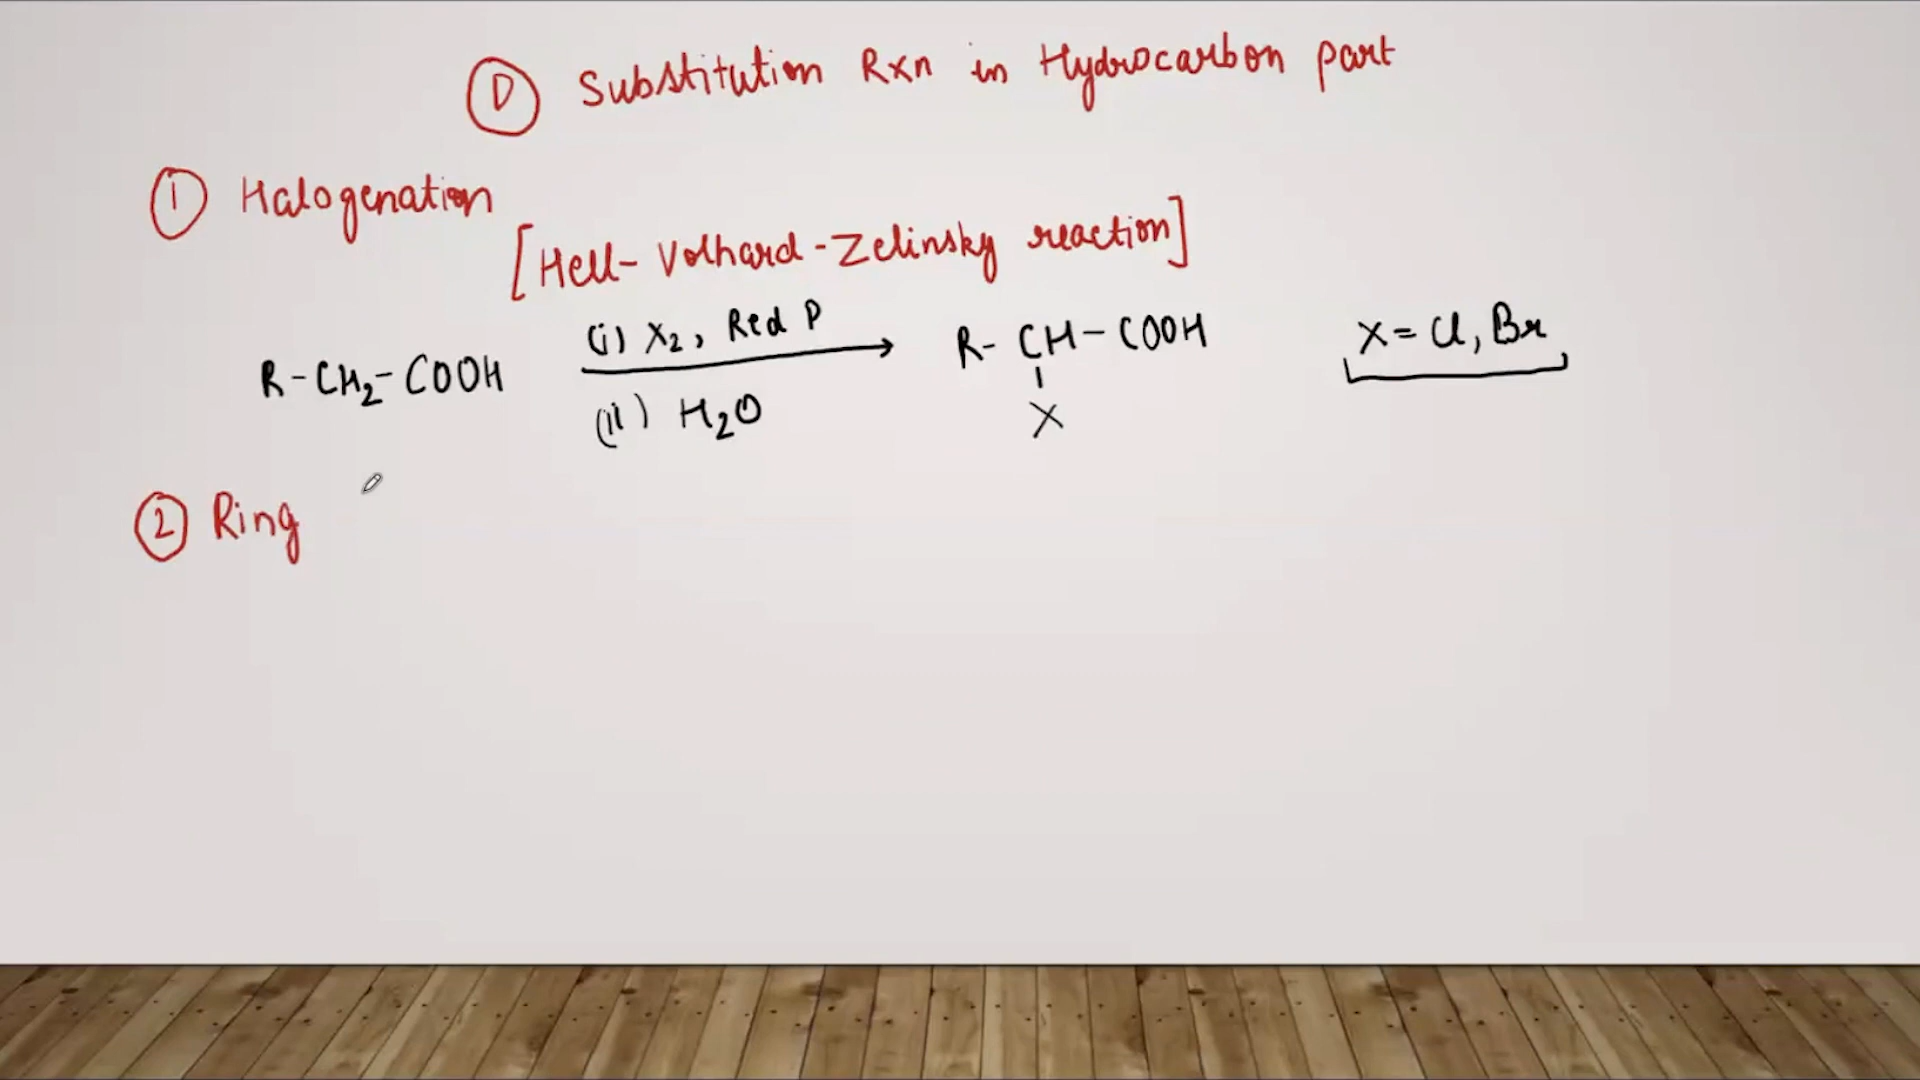 D Substitution Rxn in Hydrocarbon part
1 Halogenation
[Hell-Volhard-Zelinsky reaction]
R-CH2-COOH (i) X2, Red P (ii) H2O R-CH-COOH X X=Cl, Br
2 Ring